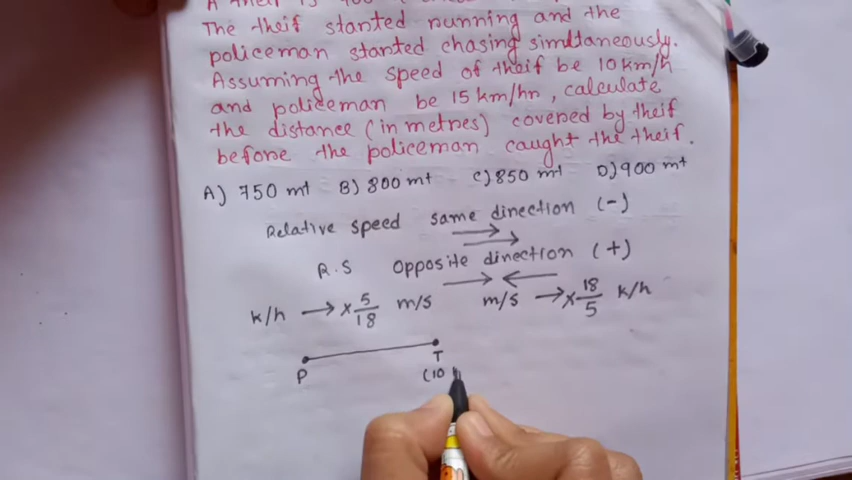 The theif started running and the
policeman started chasing simultaneously.
Assuming the speed of theif be 10 km/h
and policeman be 15 km/hr, calculate
the distance (in metres) covered by theif
before the policeman caught the theif.
A) 750 mt B) 800 mt C) 850 mt D) 900 mt
Relative speed same direction (-)
R.S opposite direction (+)
k/h → × 5/18 m/s m/s → × 18/5 k/h
P T
(10